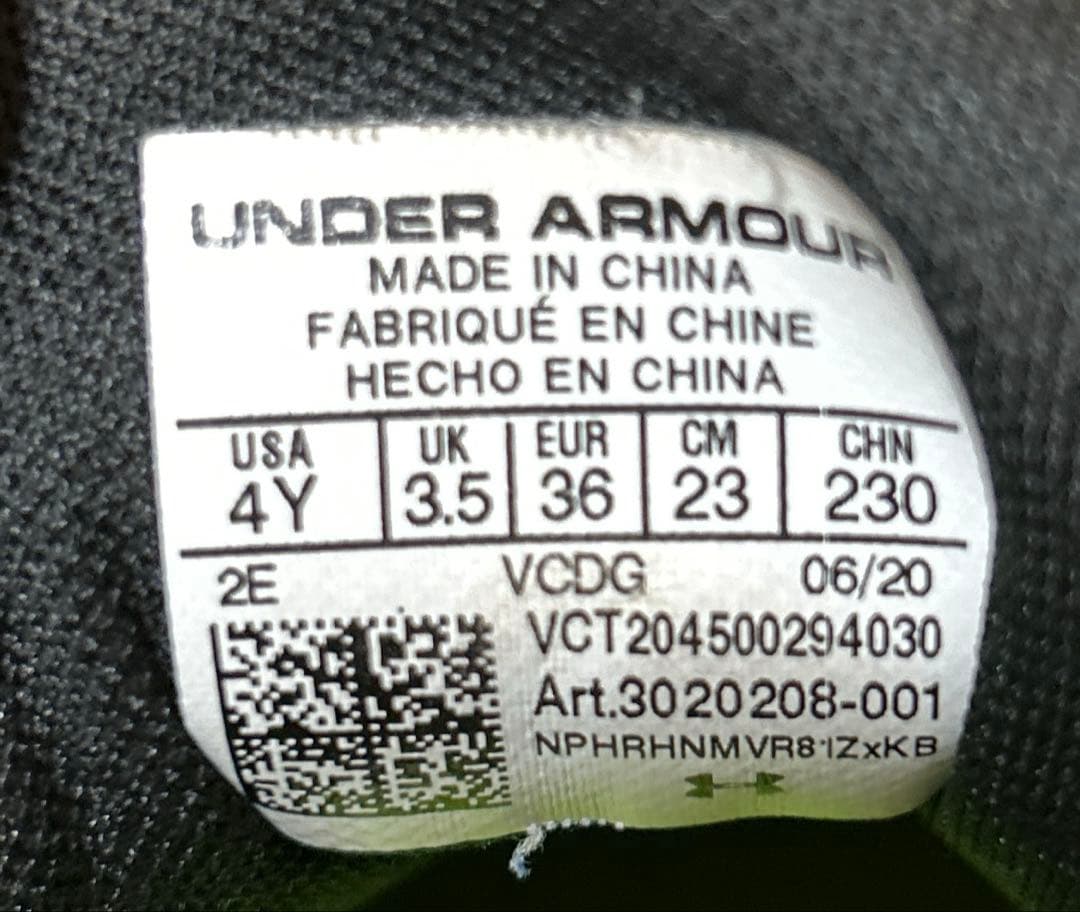 UNDER ARMOUR
MADE IN CHINA
FABRIQUÉ EN CHINE
HECHO EN CHINA
USA UK EUR CM CHN
4Y 3.5 36 23 230
2E VCDG 06/20
VCT204500294030
Art.3020208-001